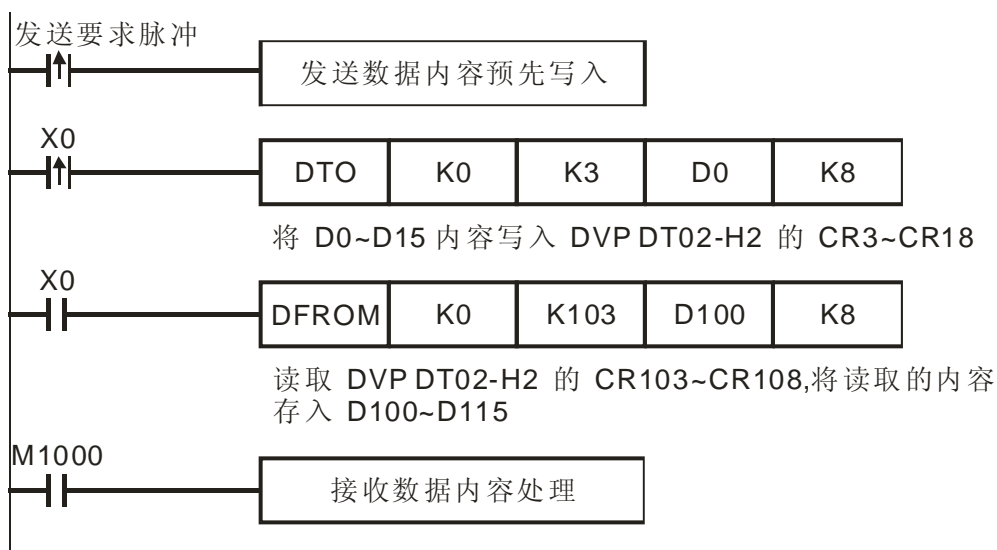 发送要求脉冲
发送数据内容预先写入
X0
DTO K0 K3 D0 K8
将 D0~D15 内容写入 DVP DT02-H2 的 CR3~CR18
X0
DFROM K0 K103 D100 K8
读取 DVP DT02-H2 的 CR103~CR108,将读取的内容
存入 D100~D115
M1000
接收数据内容处理